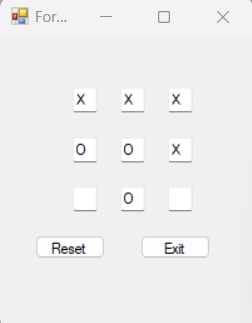 For...
X X X
O O X
O
Reset Exit